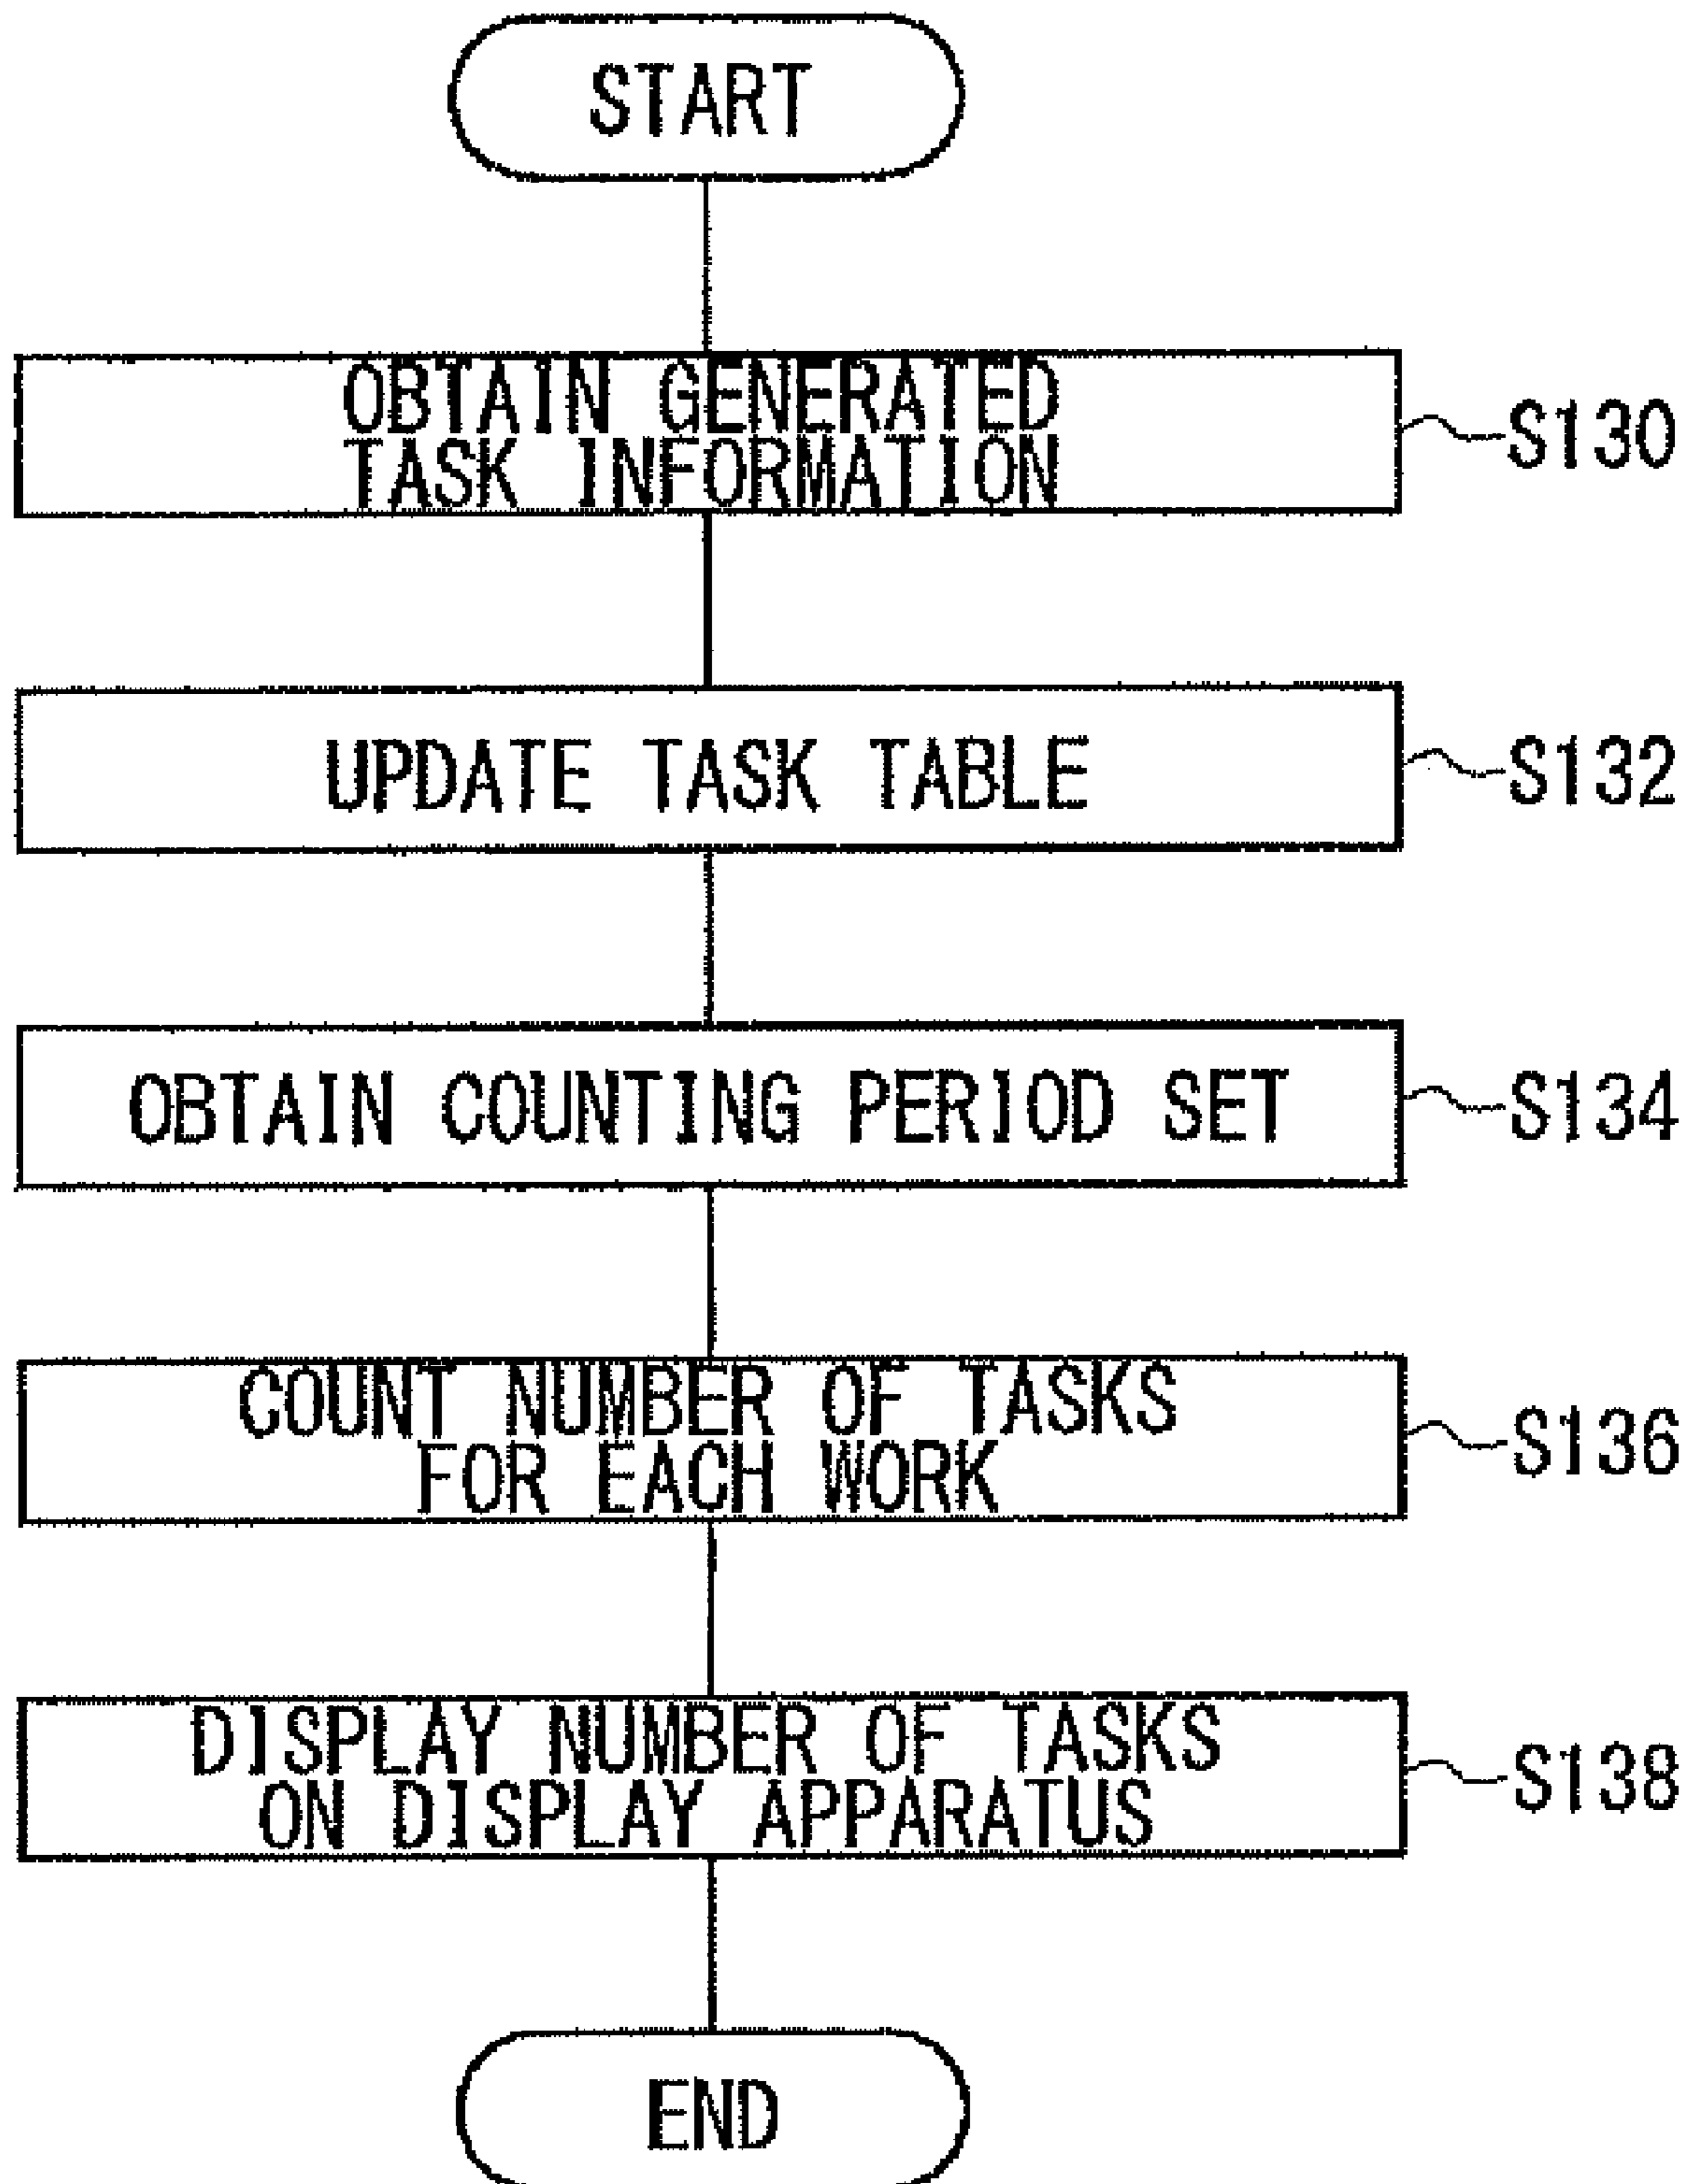 START
OBTAIN GENERATED
TASK INFORMATION
S130
UPDATE TASK TABLE
S132
OBTAIN COUNTING PERIOD SET
S134
COUNT NUMBER OF TASKS
FOR EACH WORK
S136
DISPLAY NUMBER OF TASKS
ON DISPLAY APPARATUS
S138
END